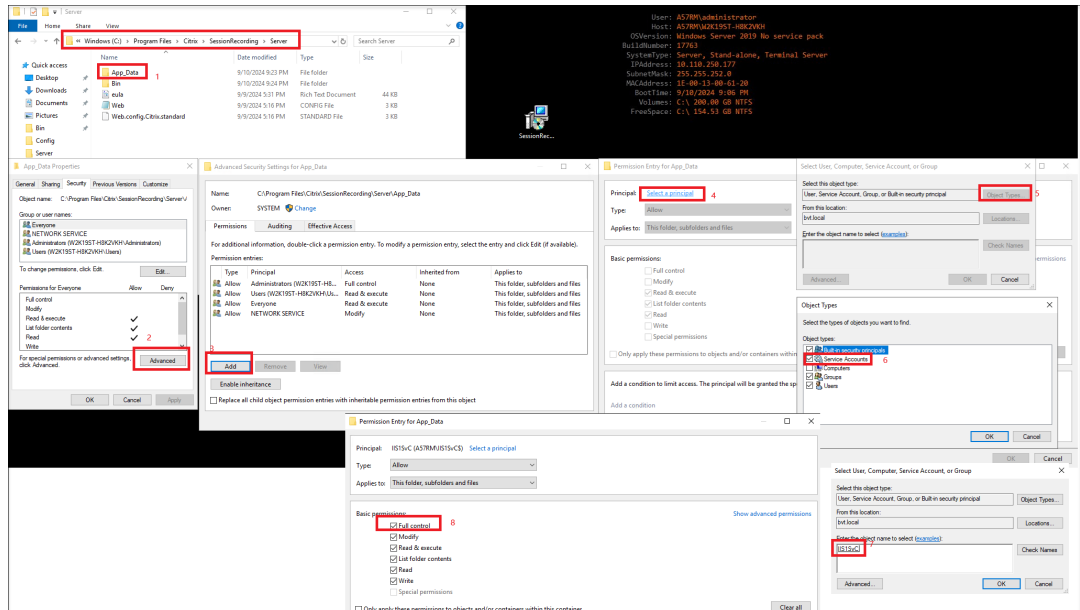 Server
File Home Share View
« Windows (C:) › Program Files › Citrix › SessionRecording › Server
Search Server
Name Date modified Type Size
Quick access
Desktop
Downloads
Documents
Pictures
Bin
Config
Server
App_Data 9/10/2024 9:23 PM File folder
1
Bin 9/10/2024 9:24 PM File folder
eula 9/9/2024 5:31 PM Rich Text Document 44 KB
Web 9/9/2024 5:16 PM CONFIG File 3 KB
Web.config.Citrix.standard 9/9/2024 5:16 PM STANDARD File 3 KB
SessionRec...
User: A57RM\administrator
Host: A57RM\W2K19ST-H8K2VKH
OSVersion: Windows Server 2019 No service pack
BuildNumber: 17763
SystemType: Server, Stand-alone, Terminal Server
IPAddress: 10.110.250.177
SubnetMask: 255.255.252.0
MACAddress: 1E-00-13-00-61-20
BootTime: 9/10/2024 9:06 PM
Volumes: C:\ 200.00 GB NTFS
FreeSpace: C:\ 154.53 GB NTFS
App_Data Properties
General Sharing Security Previous Versions Customize
Object name: C:\Program Files\Citrix\SessionRecording\Server\/
Group or user names:
Everyone
NETWORK SERVICE
Administrators (W2K19ST-H8K2VKH\Administrators)
Users (W2K19ST-H8K2VKH\Users)
To change permissions, click Edit.
Edit...
Permissions for Everyone Allow Deny
Full control
Modify
Read & execute
List folder contents
Read
2
Write
For special permissions or advanced settings,
click Advanced.
Advanced
OK Cancel Apply
Advanced Security Settings for App_Data
Name: C:\Program Files\Citrix\SessionRecording\Server\App_Data
Owner: SYSTEM Change
Permissions Auditing Effective Access
For additional information, double-click a permission entry. To modify a permission entry, select the entry and click Edit (if available).
Permission entries:
Type Principal Access Inherited from Applies to
Allow Administrators (W2K19ST-H8... Full control None This folder, subfolders and files
Allow Users (W2K19ST-H8K2VKH\Us... Read & execute None This folder, subfolders and files
Allow Everyone Read & execute None This folder, subfolders and files
Allow NETWORK SERVICE Modify None This folder, subfolders and files
3
Add Remove View
Enable inheritance
Replace all child object permission entries with inheritable permission entries from this object
Permission Entry for App_Data
Principal: Select a principal
4
Type: Allow
Applies to: This folder, subfolders and files
Basic permissions:
Full control
Modify
Read & execute
List folder contents
Read
Write
Special permissions
Only apply these permissions to objects and/or containers within
Add a condition to limit access. The principal will be granted the sp
Add a condition
Select User, Computer, Service Account, or Group
Select this object type:
User, Service Account, Group, or Built-in security principal
Object Types...
5
From this location:
bvt.local
Locations...
Enter the object name to select (examples):
Check Names
Advanced...
OK Cancel
ermissions
Object Types
Select the types of objects you want to find.
Object types:
Built-in security principals
Service Accounts
6
Computers
Groups
Users
OK Cancel
OK Cancel
Permission Entry for App_Data
Principal: IIS1SvC (A57RM\IIS1SvC$) Select a principal
Type: Allow
Applies to: This folder, subfolders and files
Basic permissions:
Show advanced permissions
Full control
8
Modify
Read & execute
List folder contents
Read
Write
Special permissions
Only apply these permissions to objects and/or containers within this container
Clear all
Select User, Computer, Service Account, or Group
Select this object type:
User, Service Account, Group, or Built-in security principal
Object Types...
From this location:
bvt.local
Locations...
Enter the object name to select (examples):
IIS1SvC
7
Check Names
Advanced...
OK Cancel